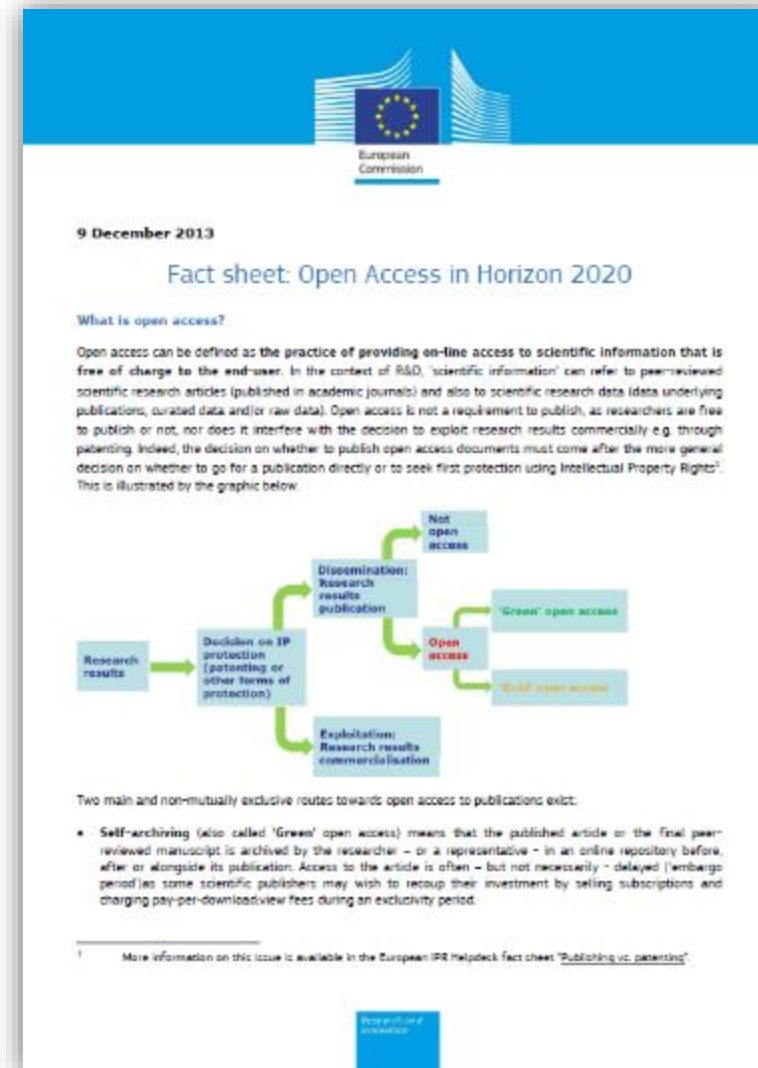 European
Commission
9 December 2013
Fact sheet: Open Access in Horizon 2020
What is open access?
Open access can be defined as the practice of providing on-line access to scientific information that is
free of charge to the end-user. In the context of R&D, 'scientific information' can refer to peer-reviewed
scientific research articles (published in academic journals) and also to scientific research data (data underlying
publications, curated data and/or raw data). Open access is not a requirement to publish, as researchers are free
to publish or not, nor does it interfere with the decision to exploit research results commercially e.g. through
patenting. Indeed, the decision on whether to publish open access documents must come after the more general
decision on whether to go for a publication directly or to seek first protection using Intellectual Property Rights¹.
This is illustrated by the graphic below.
Not
open
access
Dissemination:
Research
results
publication
'Green' open access
Decision on IP
protection
(patenting or
other forms of
protection)
Open
access
Research
results
'Gold' open access
Exploitation:
Research results
commercialisation
Two main and non-mutually exclusive routes towards open access to publications exist:
• Self-archiving (also called 'Green' open access) means that the published article or the final peer-
reviewed manuscript is archived by the researcher – or a representative - in an online repository before,
after or alongside its publication. Access to the article is often – but not necessarily - delayed ('embargo
period')as some scientific publishers may wish to recoup their investment by selling subscriptions and
charging pay-per-download/view fees during an exclusivity period.
¹ More information on this issue is available in the European IPR Helpdesk fact sheet "Publishing vs. patenting".
Research and
Innovation